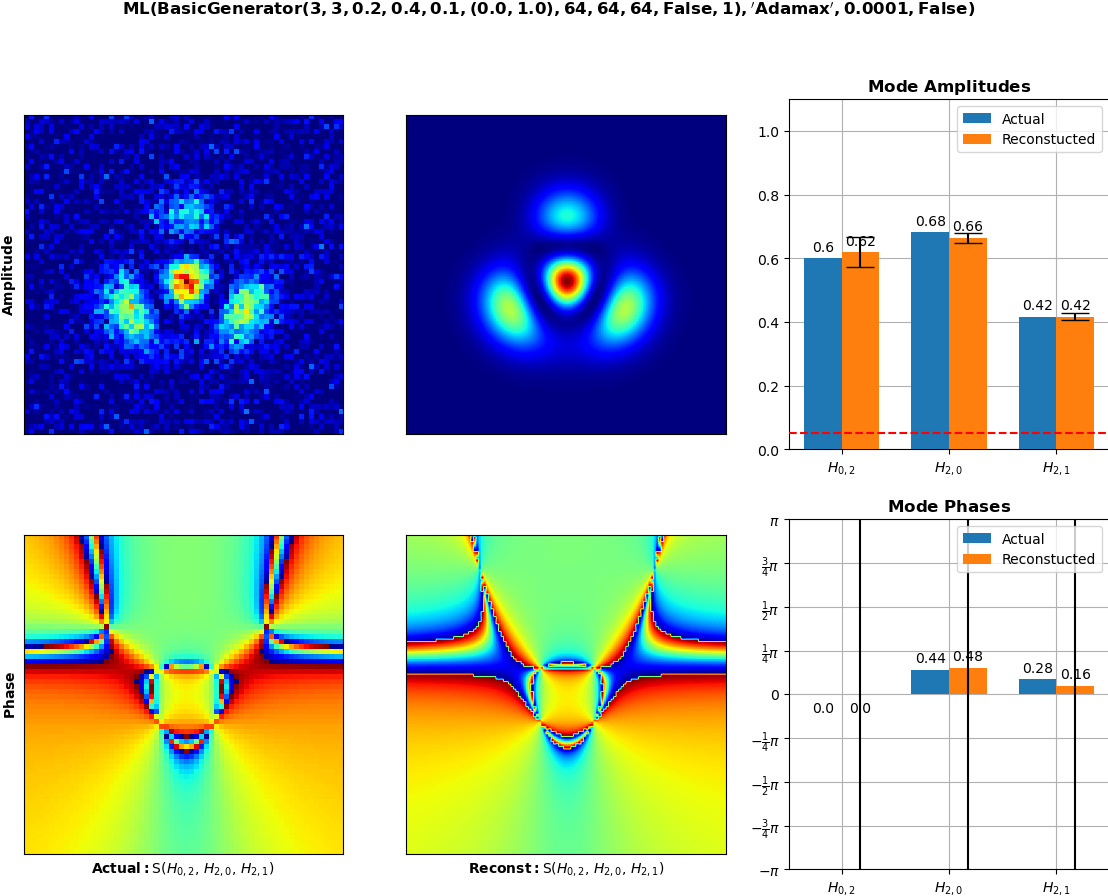 ML(BasicGenerator(3, 3, 0.2, 0.4, 0.1, (0.0, 1.0), 64, 64, 64, False, 1), ′Adamax′, 0.0001, False)
Amplitude
Mode Amplitudes
Actual
Reconstucted
1.0
0.8
0.6
0.4
0.2
0.0
0.6
0.62
0.68
0.66
0.42
0.42
H0, 2
H2, 0
H2, 1
Phase
Actual: S(H0, 2, H2, 0, H2, 1)
Reconst: S(H0, 2, H2, 0, H2, 1)
Mode Phases
Actual
Reconstucted
π
3/4π
1/2π
1/4π
0
−1/4π
−1/2π
−3/4π
−π
0.0
0.0
0.44
0.48
0.28
0.16
H0, 2
H2, 0
H2, 1